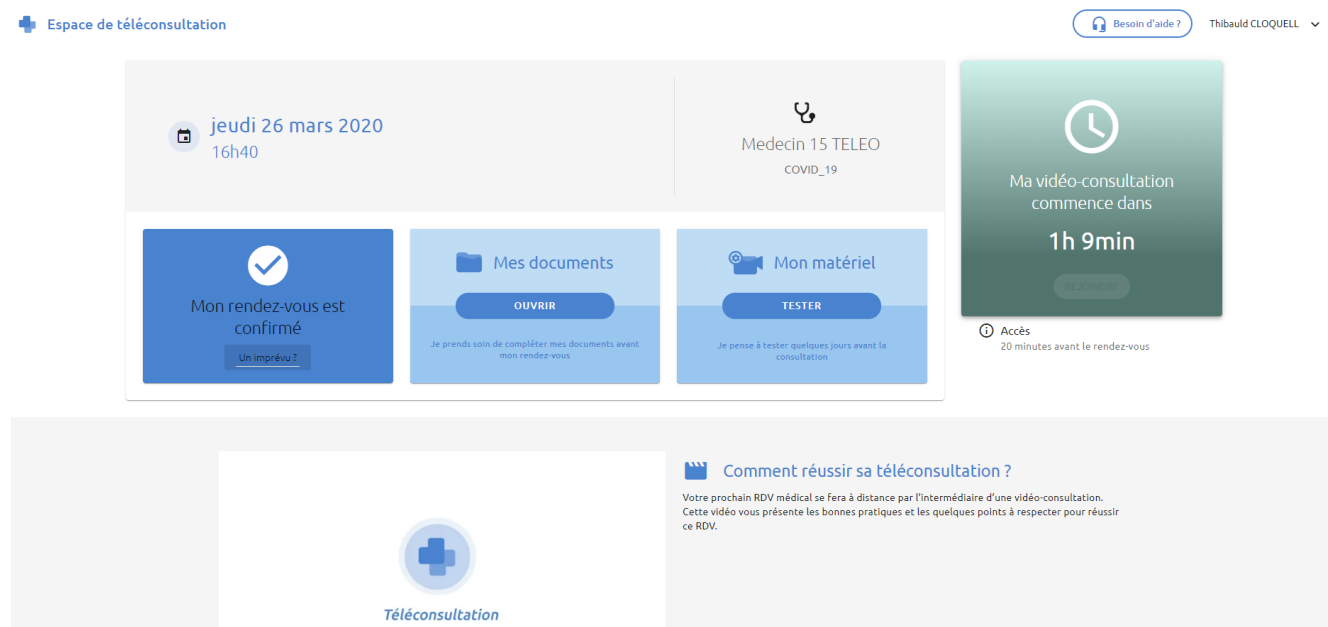 Espace de téléconsultation
Besoin d'aide ?
Thibauld CLOQUELL
jeudi 26 mars 2020
16h40
Medecin 15 TELEO
COVID_19
Ma vidéo-consultation
commence dans
1h 9min
REJOINDRE
Accès
20 minutes avant le rendez-vous
Mon rendez-vous est
confirmé
Un imprévu ?
Mes documents
OUVRIR
Je prends soin de compléter mes documents avant
mon rendez-vous
Mon matériel
TESTER
Je pense à tester quelques jours avant la
consultation
Téléconsultation
Comment réussir sa téléconsultation ?
Votre prochain RDV médical se fera à distance par l'intermédiaire d'une vidéo-consultation.
Cette vidéo vous présente les bonnes pratiques et les quelques points à respecter pour réussir
ce RDV.